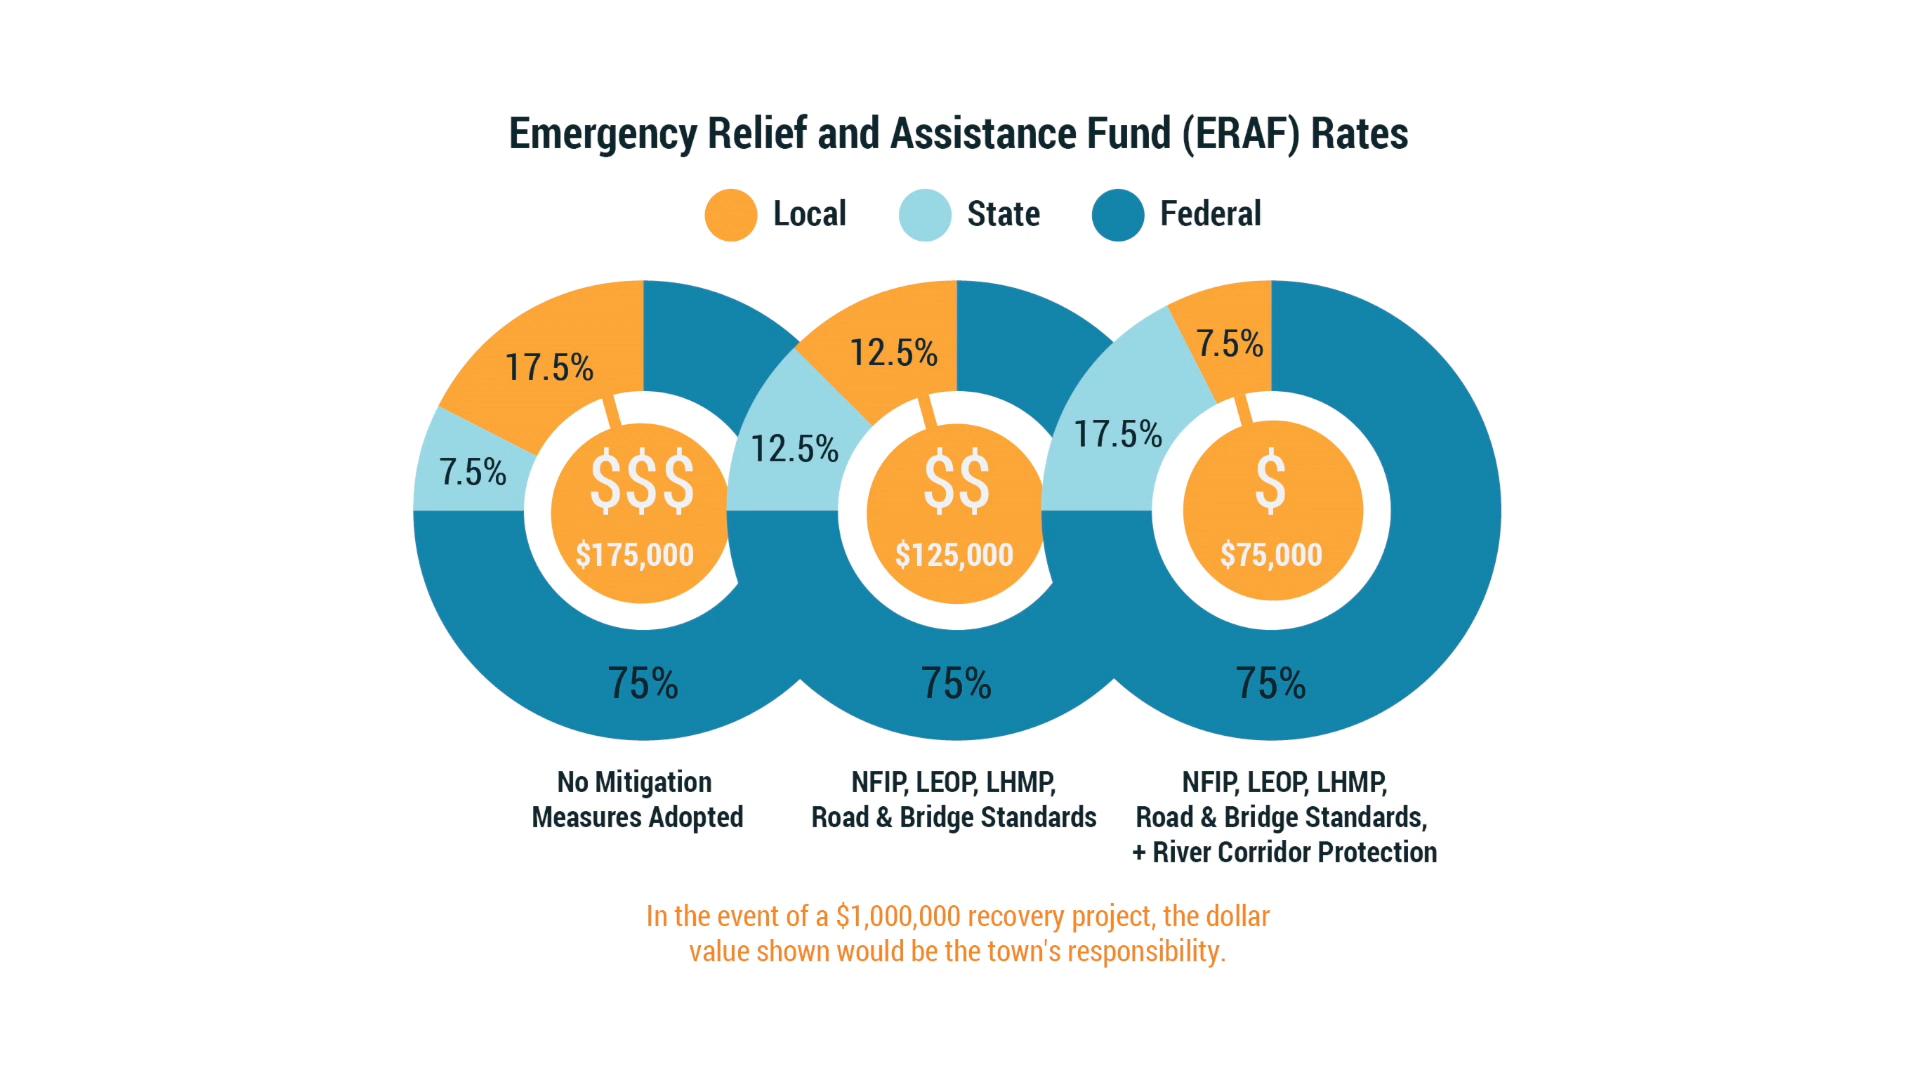 Emergency Relief and Assistance Fund (ERAF) Rates
Local State Federal
17.5%
7.5%
$$$
$175,000
75%
12.5%
12.5%
$$
$125,000
75%
7.5%
17.5%
$
$75,000
75%
No Mitigation
Measures Adopted
NFIP, LEOP, LHMP,
Road & Bridge Standards
NFIP, LEOP, LHMP,
Road & Bridge Standards,
+ River Corridor Protection
In the event of a $1,000,000 recovery project, the dollar
value shown would be the town's responsibility.